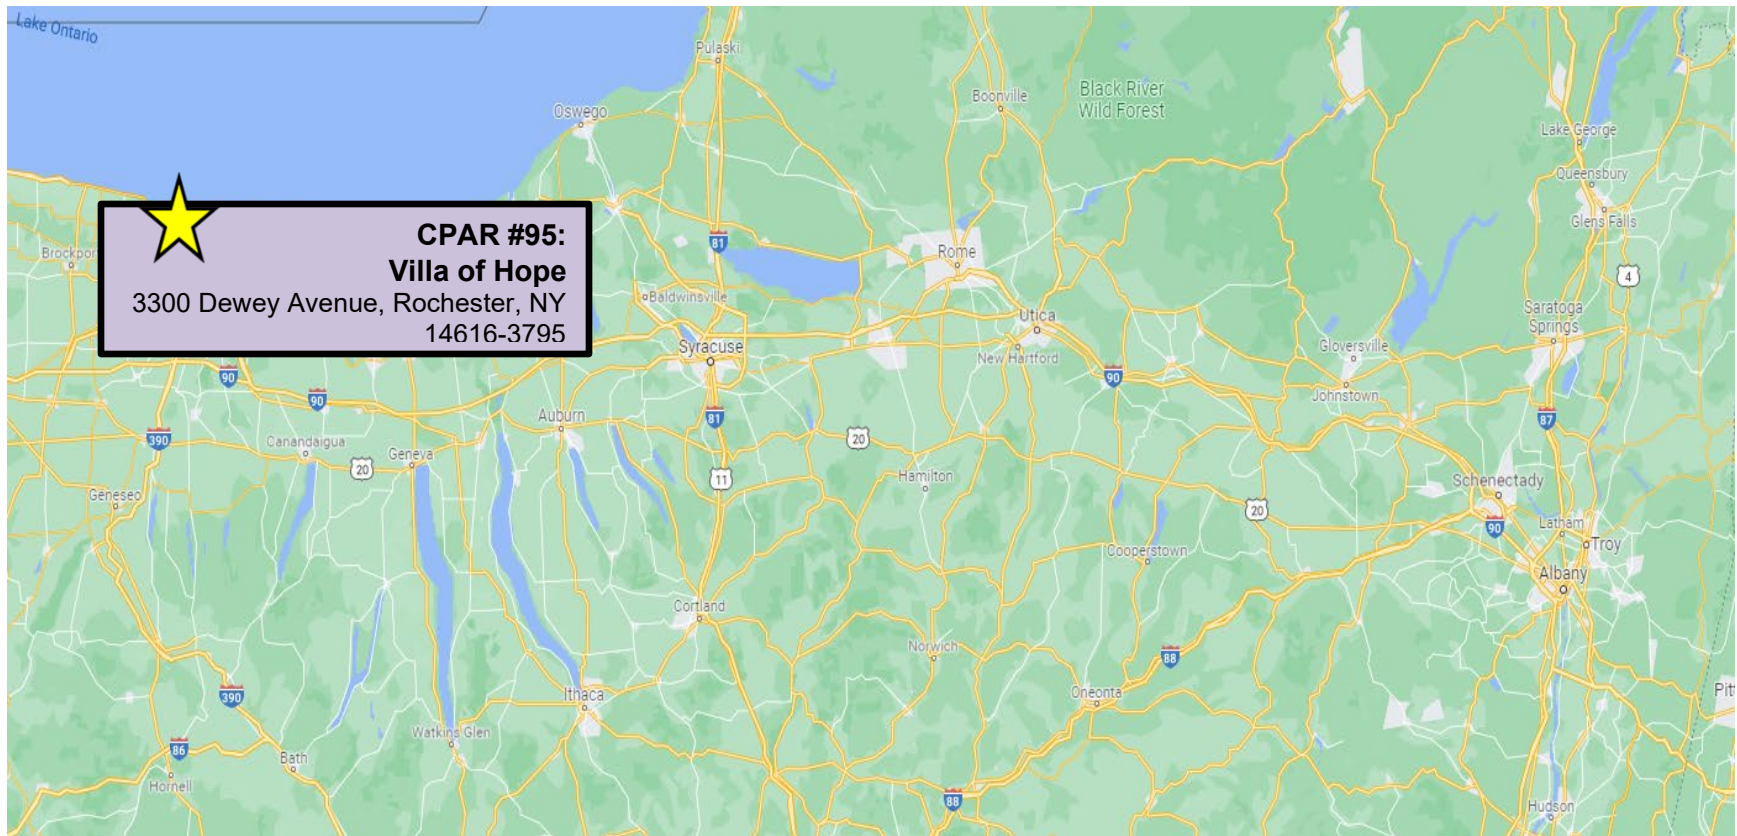 Lake Ontario
Pulaski
Boonville
Black River
Wild Forest
Oswego
Lake George
Queensbury
Glens Falls
CPAR #95:
Villa of Hope
3300 Dewey Avenue, Rochester, NY
14616-3795
Brockpor
81
Rome
4
Baldwinsville
Saratoga
Springs
Utica
Syracuse
New Hartford
Gloversville
90
90
90
Johnstown
Auburn
81
87
390
Canandaigua
20
Geneva
20
Hamilton
11
Schenectady
Geneseo
20
90
Latham
Troy
Cooperstown
Albany
Cortland
Norwich
88
390
Ithaca
Oneonta
Pit
Watkins Glen
86
Bath
Hornell
88
Hudson